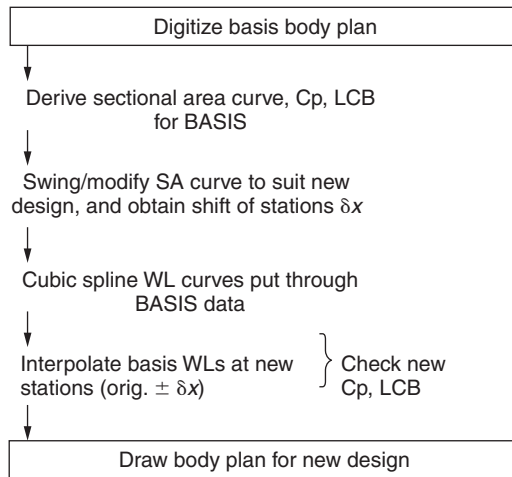 Digitize basis body plan
Derive sectional area curve, Cp, LCB
for BASIS
Swing/modify SA curve to suit new
design, and obtain shift of stations δx
Cubic spline WL curves put through
BASIS data
Interpolate basis WLs at new
stations (orig. ± δx)
Check new
Cp, LCB
Draw body plan for new design